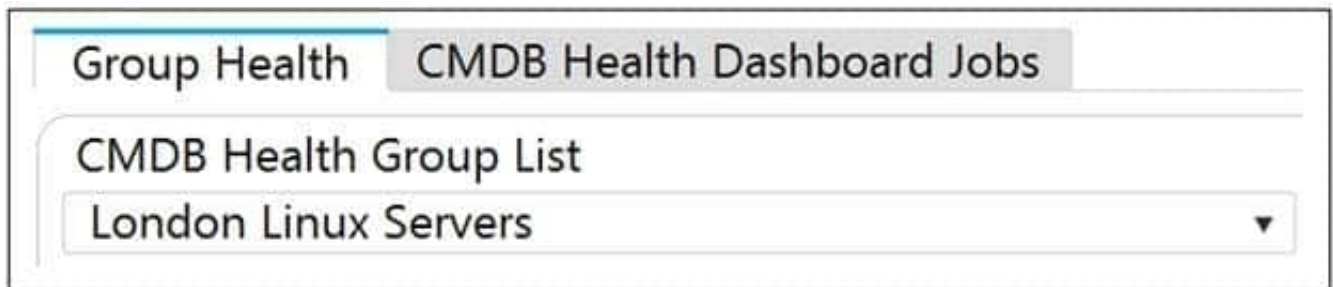 Group Health CMDB Health Dashboard Jobs
CMDB Health Group List
London Linux Servers